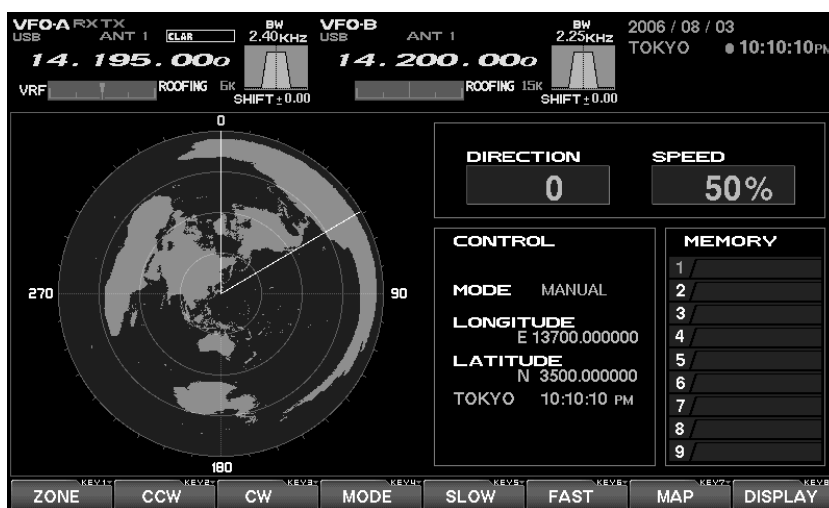 VFO-A RX TX
USB ANT 1 CLAR
BW
2.40KHZ
14. 195. 00o
VRF
ROOFING 6K
SHIFT ± 0.00
VFO-B
USB ANT 1
BW
2.25KHZ
14. 200. 00o
ROOFING 15K
SHIFT ± 0.00
2006 / 08 / 03
TOKYO 10:10:10PM
0
270
90
180
DIRECTION
0
SPEED
50%
CONTROL
MODE MANUAL
LONGITUDE
E 13700.000000
LATITUDE
N 3500.000000
TOKYO 10:10:10 PM
MEMORY
1
2
3
4
5
6
7
8
9
KEY1 KEY2 KEY3 KEY4 KEY5 KEY6 KEY7 KEY8
ZONE CCW CW MODE SLOW FAST MAP DISPLAY